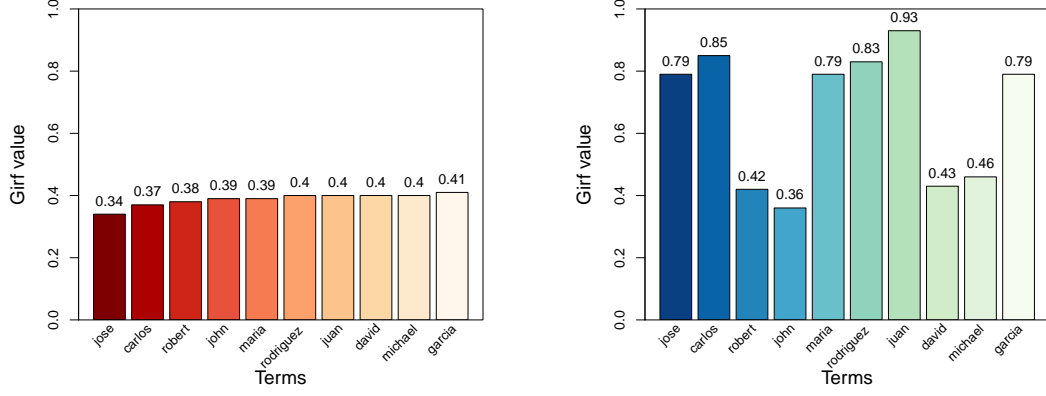 Girf value
0.0
0.2
0.4
0.6
0.8
1.0
0.34
0.37
0.38
0.39
0.39
0.4
0.4
0.4
0.4
0.41
jose
carlos
robert
john
maria
rodriguez
juan
david
michael
garcia
Terms
Girf value
0.0
0.2
0.4
0.6
0.8
1.0
0.79
0.85
0.42
0.36
0.79
0.83
0.93
0.43
0.46
0.79
jose
carlos
robert
john
maria
rodriguez
juan
david
michael
garcia
Terms